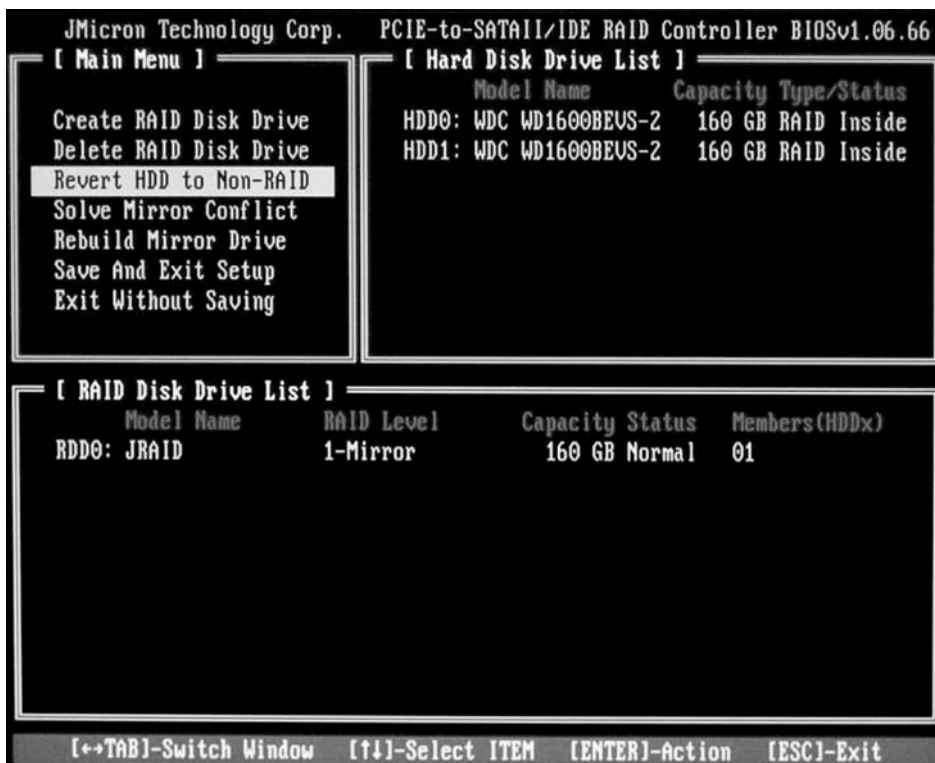 JMicron Technology Corp. PCIE-to-SATAII/IDE RAID Controller BIOSv1.06.66
[ Main Menu ]
Create RAID Disk Drive
Delete RAID Disk Drive
Revert HDD to Non-RAID
Solve Mirror Conflict
Rebuild Mirror Drive
Save And Exit Setup
Exit Without Saving
[ Hard Disk Drive List ]
Model Name Capacity Type/Status
HDD0: WDC WD1600BEVS-2 160 GB RAID Inside
HDD1: WDC WD1600BEVS-2 160 GB RAID Inside
[ RAID Disk Drive List ]
Model Name RAID Level Capacity Status Members(HDDx)
RDD0: JRAID 1-Mirror 160 GB Normal 01
[←→TAB]-Switch Window [↑↓]-Select ITEM [ENTER]-Action [ESC]-Exit